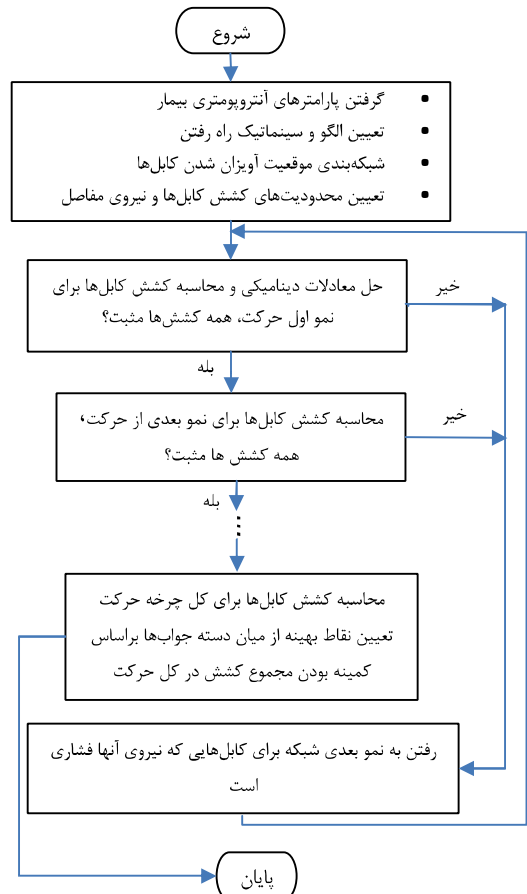 شروع
گرفتن پارامترهای آنتروپومتری بیمار
تعیین الگو و سینماتیک راه رفتن
شبکه‌بندی موقعیت آویزان شدن کابل‌ها
تعیین محدودیت‌های کشش کابل‌ها و نیروی مفاصل
حل معادلات دینامیکی و محاسبه کشش کابل‌ها برای
نمو اول حرکت، همه کشش‌ها مثبت؟
خیر
بله
محاسبه کشش کابل‌ها برای نمو بعدی از حرکت،
همه کشش ها مثبت؟
خیر
بله
...
محاسبه کشش کابل‌ها برای کل چرخه حرکت
تعیین نقاط بهینه از میان دسته جواب‌ها براساس
کمینه بودن مجموع کشش در کل حرکت
رفتن به نمو بعدی شبکه برای کابل‌هایی که نیروی آنها فشاری
است
پایان